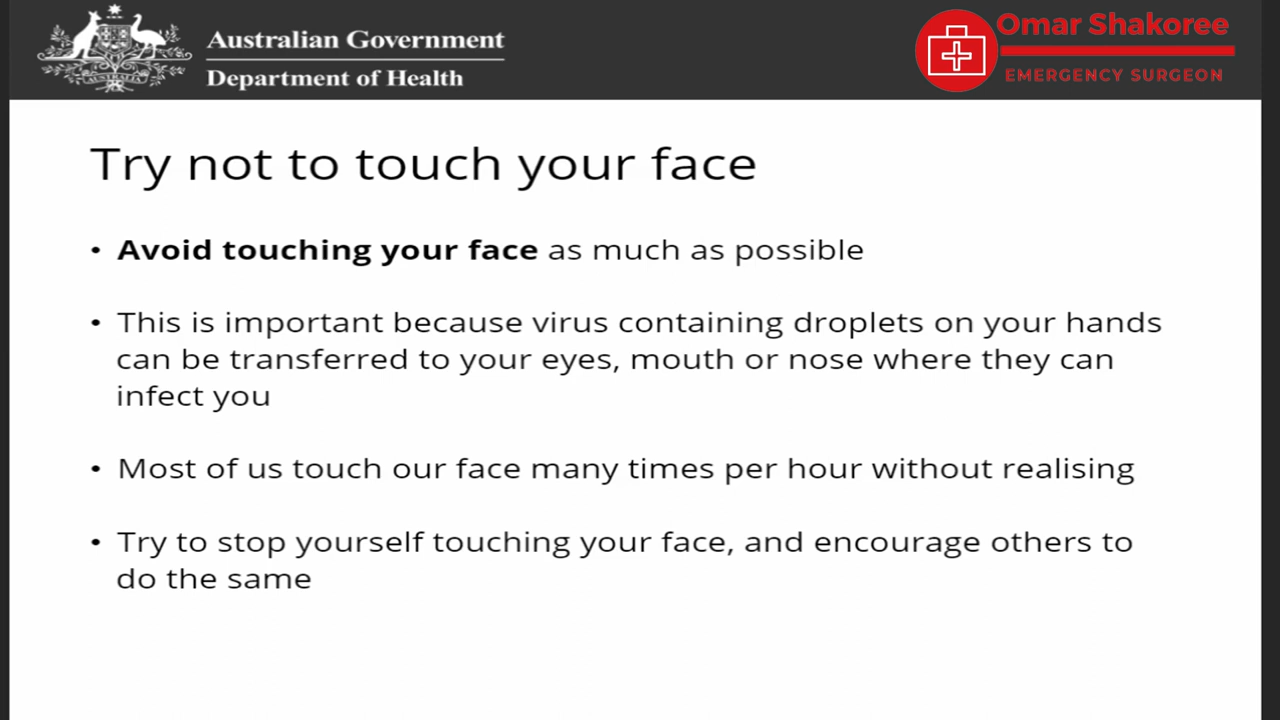 Australian Government
Department of Health
Omar Shakoree
EMERGENCY SURGEON
Try not to touch your face
• Avoid touching your face as much as possible
• This is important because virus containing droplets on your hands
can be transferred to your eyes, mouth or nose where they can
infect you
• Most of us touch our face many times per hour without realising
• Try to stop yourself touching your face, and encourage others to
do the same